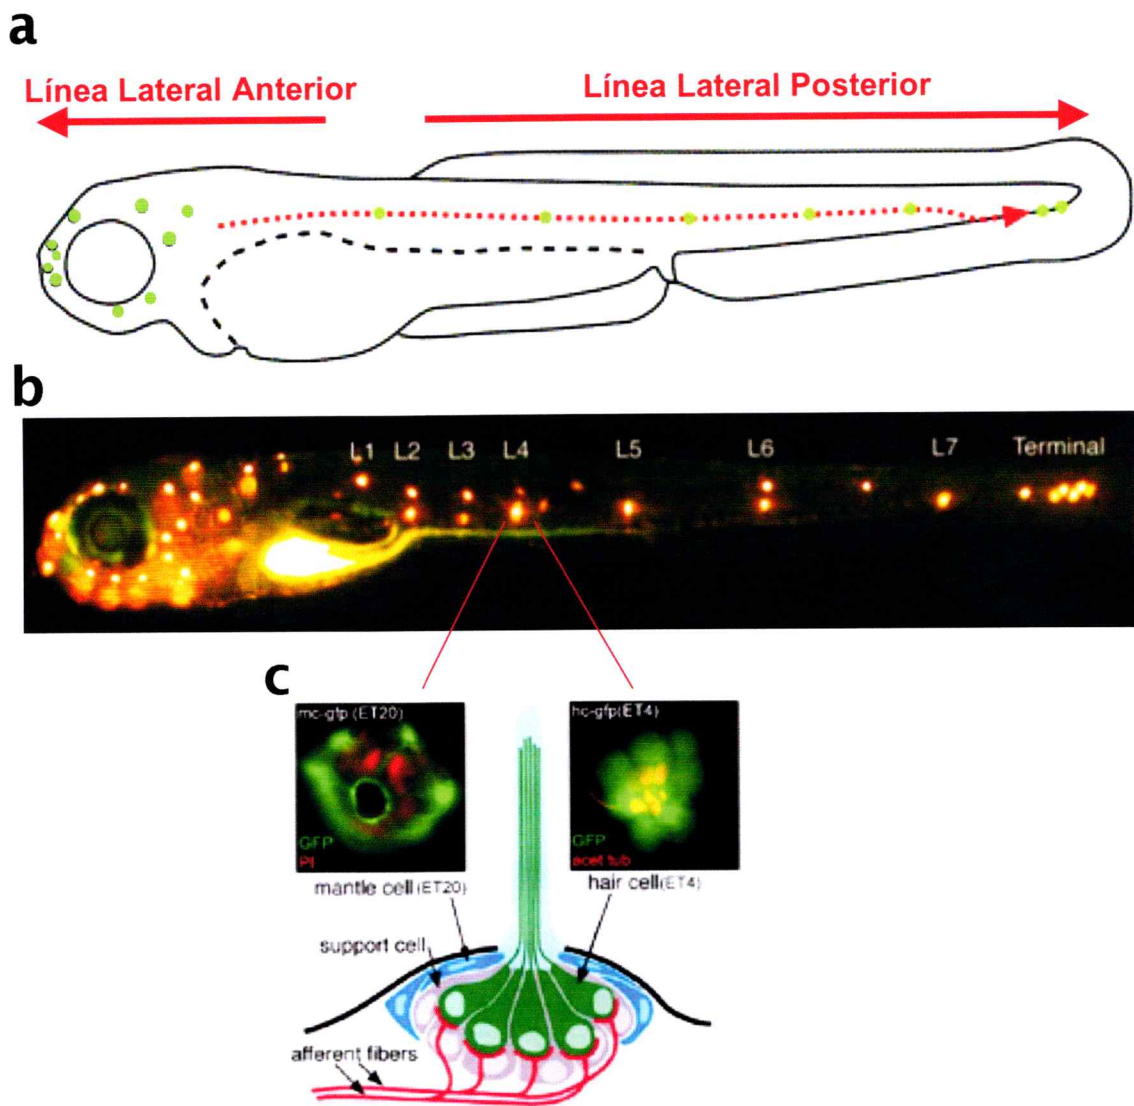 a
Línea Lateral Anterior
Línea Lateral Posterior
b
L1 L2 L3 L4 L5 L6 L7 Terminal
c
mc-gfp (ET20)
GFP
PI
hc-gfp(ET4)
GFP
acet tub
mantle cell (ET20)
hair cell(ET4)
support cell
afferent fibers